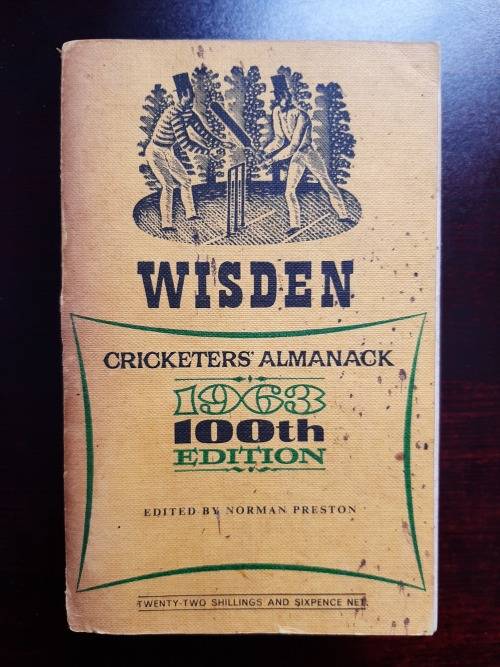 WISDEN
CRICKETERS' ALMANACK
1963
100th
EDITION
EDITED BY NORMAN PRESTON
TWENTY-TWO SHILLINGS AND SIXPENCE NET.